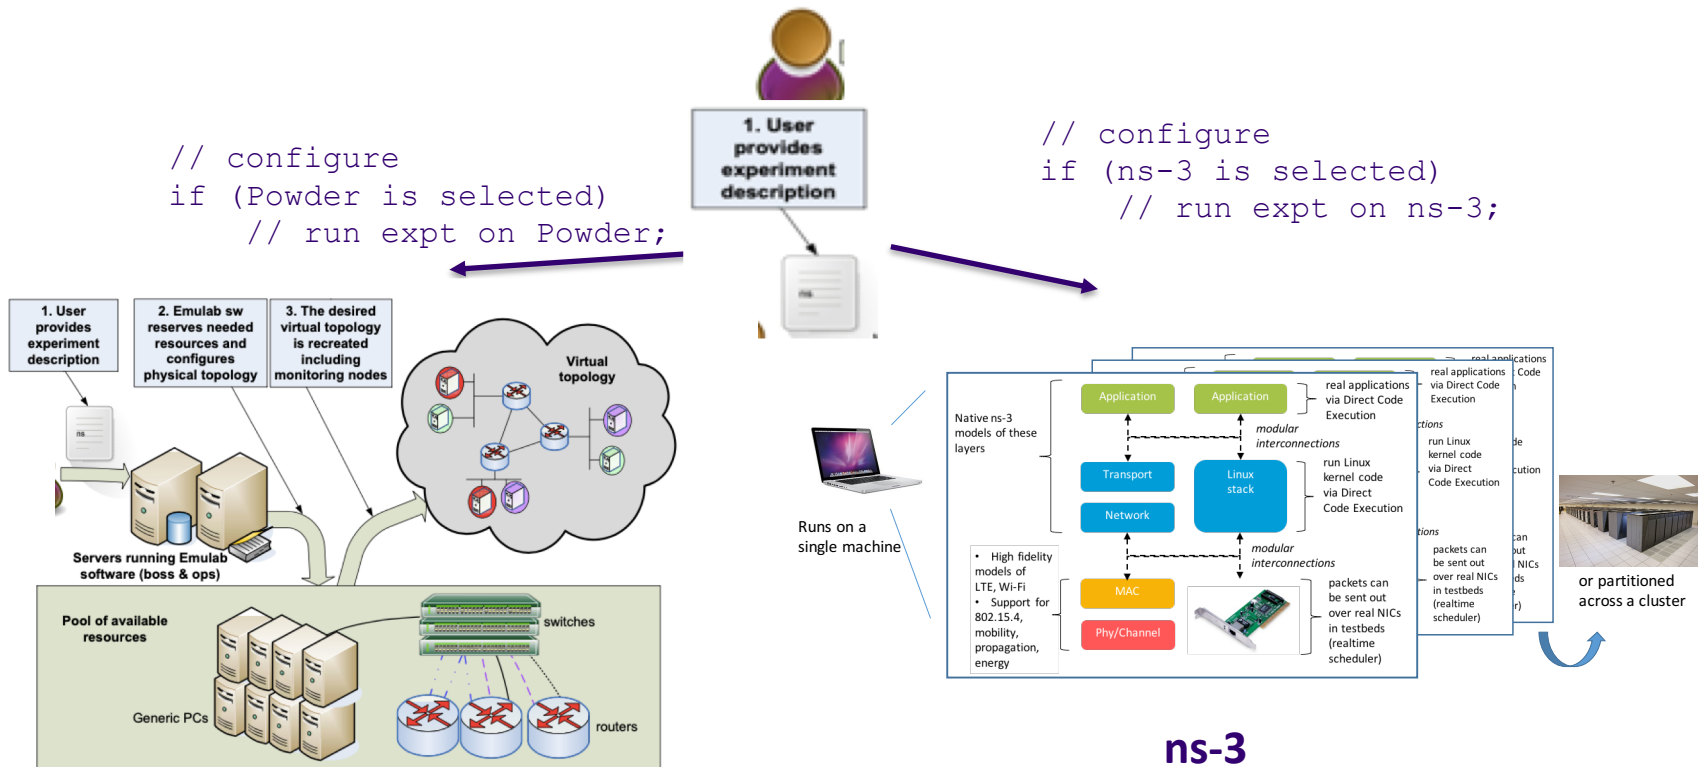 1. User
provides
experiment
description
ns
// configure
if (Powder is selected)
// run expt on Powder;
// configure
if (ns-3 is selected)
// run expt on ns-3;
1. User
provides
experiment
description
2. Emulab sw
reserves needed
resources and
configures
physical topology
3. The desired
virtual topology
is recreated
including
monitoring nodes
ns
Virtual
topology
Servers running Emulab
software (boss & ops)
Pool of available
resources
switches
Generic PCs
routers
Runs on a
single machine
Native ns-3
models of these
layers
• High fidelity
models of
LTE, Wi-Fi
• Support for
802.15.4,
mobility,
propagation,
energy
Application
Application
real applications
via Direct Code
Execution
modular
interconnections
Transport
Network
Linux
stack
run Linux
kernel code
via Direct
Code Execution
modular
interconnections
MAC
Phy/Channel
packets can
be sent out
over real NICs
in testbeds
(realtime
scheduler)
real applications
via Direct Code
Execution
run Linux
kernel code
via Direct
Code Execution
packets can
be sent out
over real NICs
in testbeds
(realtime
scheduler)
real applications
Code
or partitioned
across a cluster
ns-3